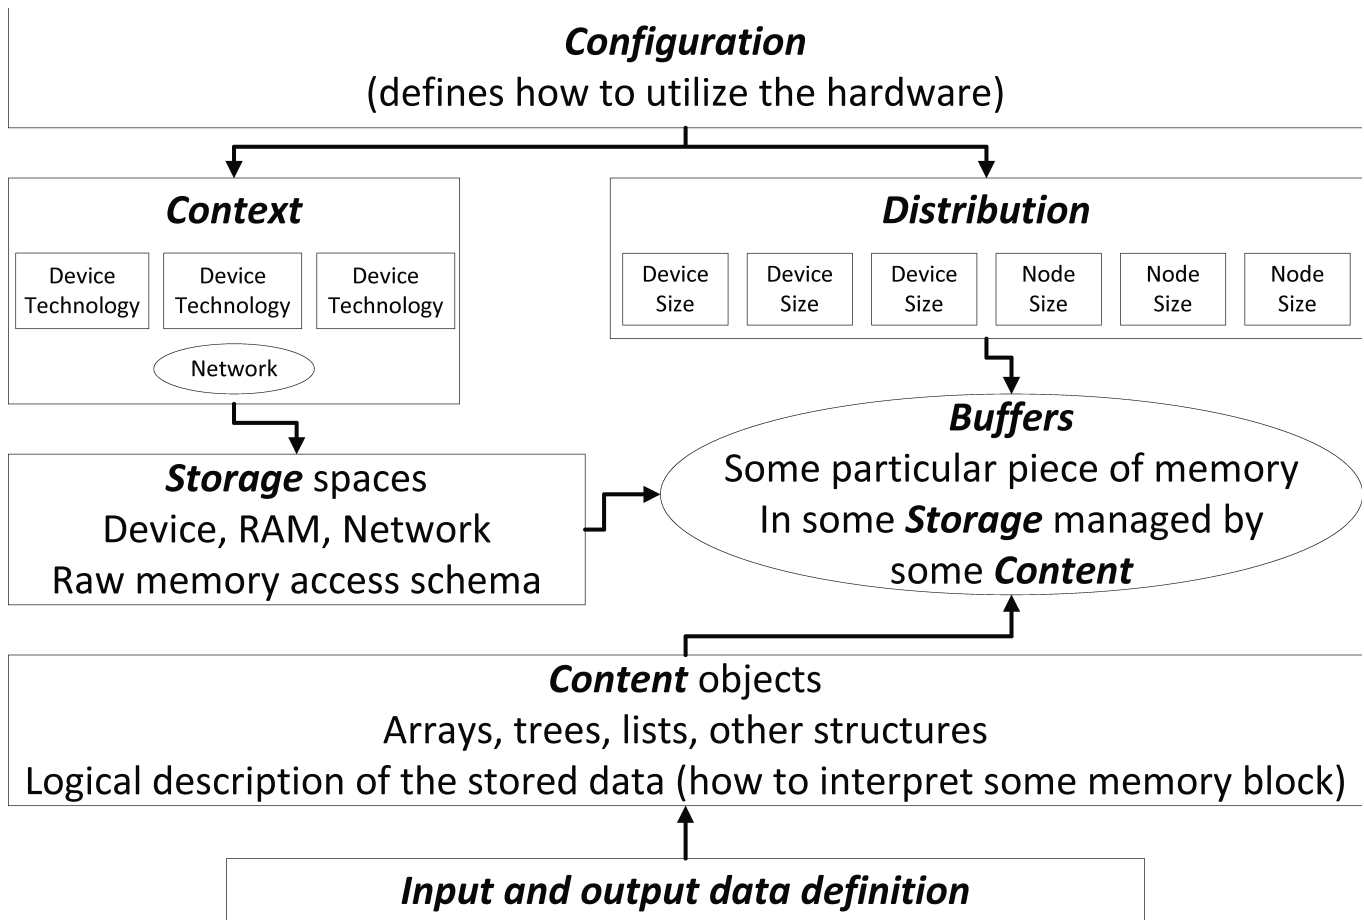 Configuration
(defines how to utilize the hardware)
Context
Device
Technology
Device
Technology
Device
Technology
Network
Distribution
Device
Size
Device
Size
Device
Size
Node
Size
Node
Size
Node
Size
Storage spaces
Device, RAM, Network
Raw memory access schema
Buffers
Some particular piece of memory
In some Storage managed by
some Content
Content objects
Arrays, trees, lists, other structures
Logical description of the stored data (how to interpret some memory block)
Input and output data definition